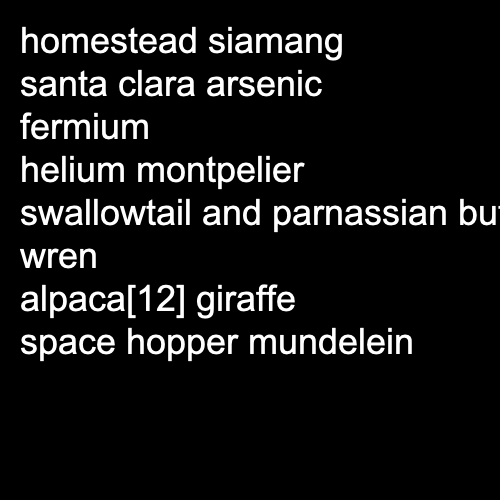 homestead siamang
santa clara arsenic
fermium
helium montpelier
swallowtail and parnassian
wren
alpaca[12] giraffe
space hopper mundelein